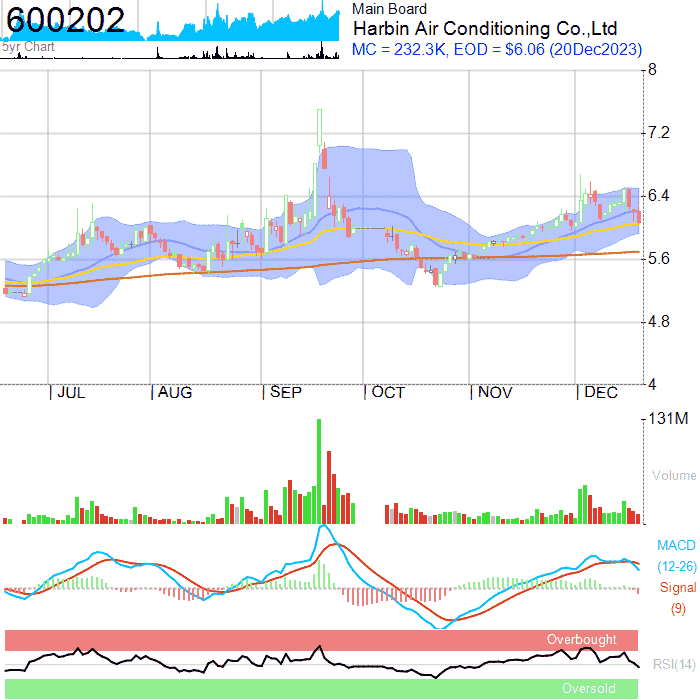 600202
5yr Chart
Main Board
Harbin Air Conditioning Co.,Ltd
MC = 232.3K, EOD = $6.06 (20Dec2023)
8
7.2
6.4
5.6
4.8
4
JUL AUG SEP OCT NOV DEC
131M
Volume
MACD
(12-26)
Signal
(9)
Overbought
RSI(14)
Oversold